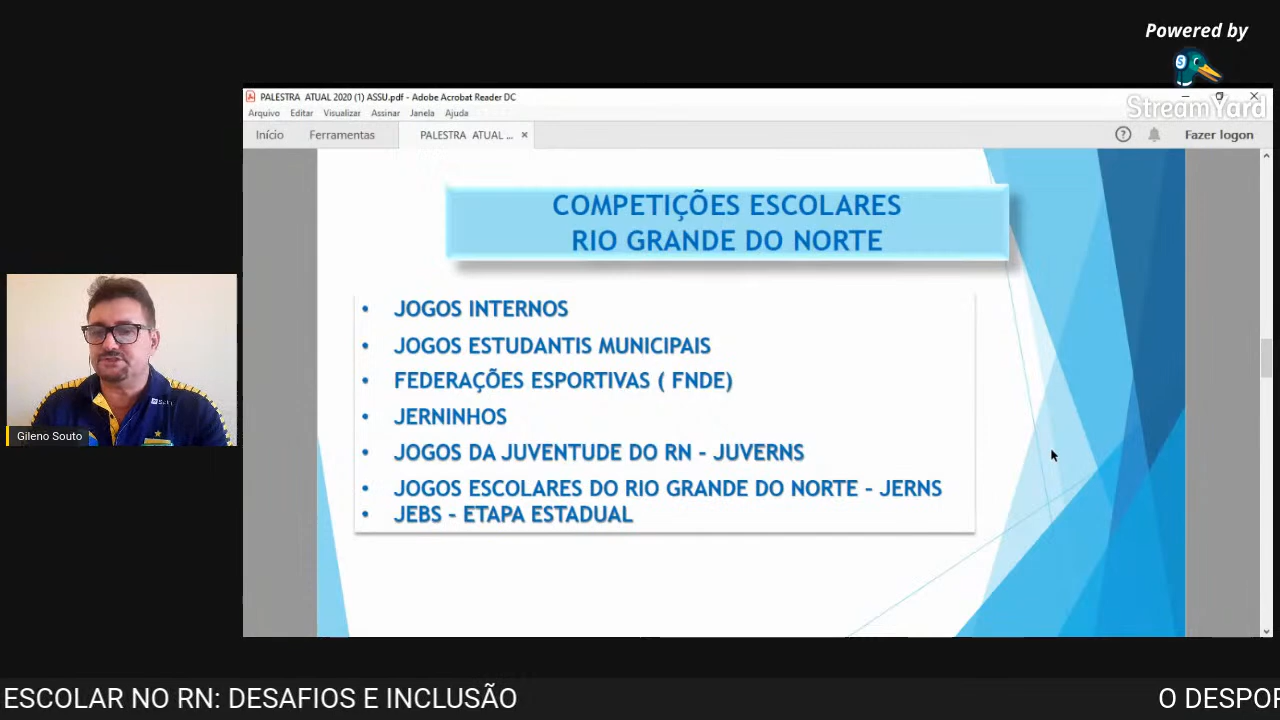 Powered by
StreamYard
PALESTRA ATUAL 2020 (1) ASSU.pdf - Adobe Acrobat Reader DC
Arquivo Editar Visualizar Assinar Janela Ajuda
Início Ferramentas PALESTRA ATUAL ... × Fazer logon
COMPETIÇÕES ESCOLARES
RIO GRANDE DO NORTE
• JOGOS INTERNOS
• JOGOS ESTUDANTIS MUNICIPAIS
• FEDERAÇÕES ESPORTIVAS ( FNDE)
• JERNINHOS
• JOGOS DA JUVENTUDE DO RN – JUVERNS
• JOGOS ESCOLARES DO RIO GRANDE DO NORTE – JERNS
• JEBS – ETAPA ESTADUAL
Gileno Souto
ESCOLAR NO RN: DESAFIOS E INCLUSÃO O DESPOR